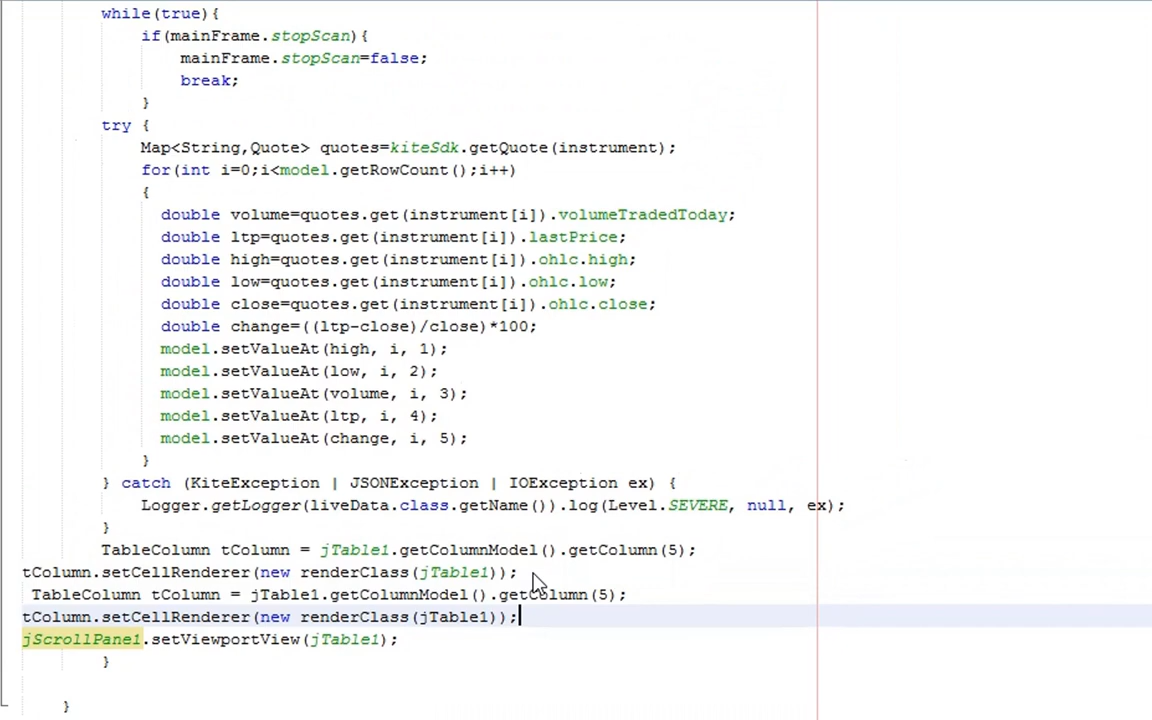 while(true){
if(mainFrame.stopScan){
mainFrame.stopScan=false;
break;
}
try {
Map<String,Quote> quotes=kiteSdk.getQuote(instrument);
for(int i=0;i<model.getRowCount();i++)
{
double volume=quotes.get(instrument[i]).volumeTradedToday;
double ltp=quotes.get(instrument[i]).lastPrice;
double high=quotes.get(instrument[i]).ohlc.high;
double low=quotes.get(instrument[i]).ohlc.low;
double close=quotes.get(instrument[i]).ohlc.close;
double change=((ltp-close)/close)*100;
model.setValueAt(high, i, 1);
model.setValueAt(low, i, 2);
model.setValueAt(volume, i, 3);
model.setValueAt(ltp, i, 4);
model.setValueAt(change, i, 5);
}
} catch (KiteException | JSONException | IOException ex) {
Logger.getLogger(liveData.class.getName()).log(Level.SEVERE, null, ex);
}
TableColumn tColumn = jTable1.getColumnModel().getColumn(5);
tColumn.setCellRenderer(new renderClass(jTable1));
TableColumn tColumn = jTable1.getColumnModel().getColumn(5);
tColumn.setCellRenderer(new renderClass(jTable1));
jScrollPane1.setViewportView(jTable1);
}
}